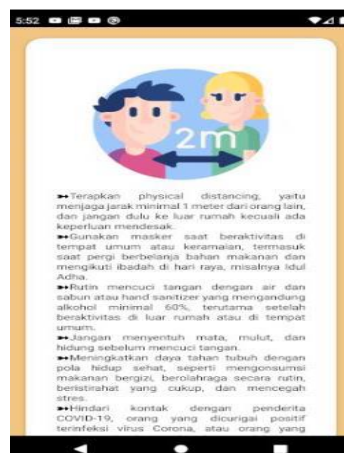 5:52
2m
➼Terapkan physical distancing, yaitu
menjaga jarak minimal 1 meter dari orang lain,
dan jangan dulu ke luar rumah kecuali ada
keperluan mendesak.
➼Gunakan masker saat beraktivitas di
tempat umum atau keramaian, termasuk
saat pergi berbelanja bahan makanan dan
mengikuti ibadah di hari raya, misalnya Idul
Adha.
➼Rutin mencuci tangan dengan air dan
sabun atau hand sanitizer yang mengandung
alkohol minimal 60%, terutama setelah
beraktivitas di luar rumah atau di tempat
umum.
➼Jangan menyentuh mata, mulut, dan
hidung sebelum mencuci tangan.
➼Meningkatkan daya tahan tubuh dengan
pola hidup sehat, seperti mengonsumsi
makanan bergizi, berolahraga secara rutin,
beristirahat yang cukup, dan mencegah
stres.
➼Hindari kontak dengan penderita
COVID-19, orang yang dicurigai positif
terinfeksi virus Corona, atau orang yang